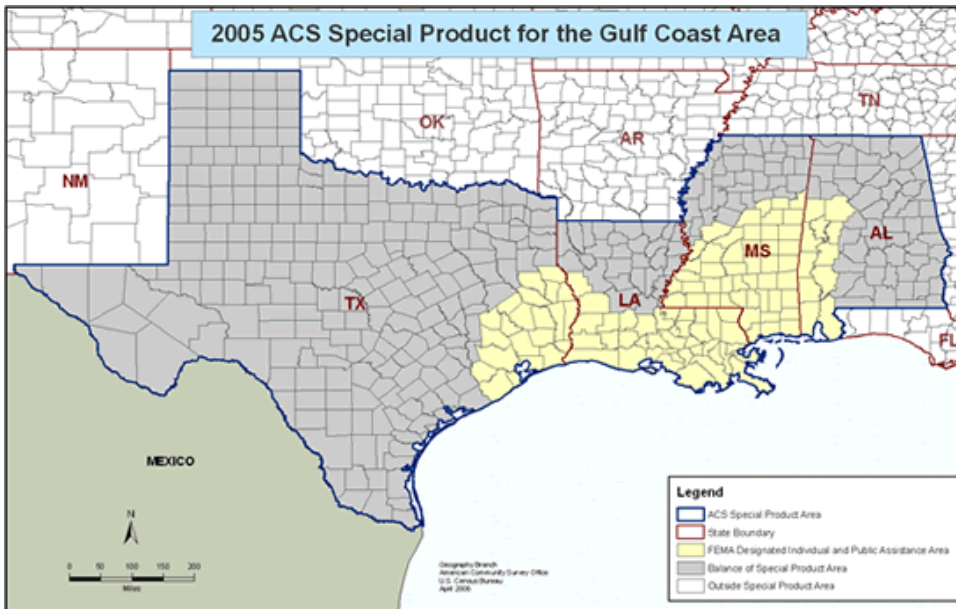 2005 ACS Special Product for the Gulf Coast Area
TN
OK
AR
NM
MS
AL
LA
TX
FL
MEXICO
N
0 50 100 150 200
Miles
Geography Branch
American Community Survey Office
U.S. Census Bureau
April 2006
Legend
ACS Special Product Area
State Boundary
FEMA Designated Individual and Public Assistance Area
Balance of Special Product Area
Outside Special Product Area